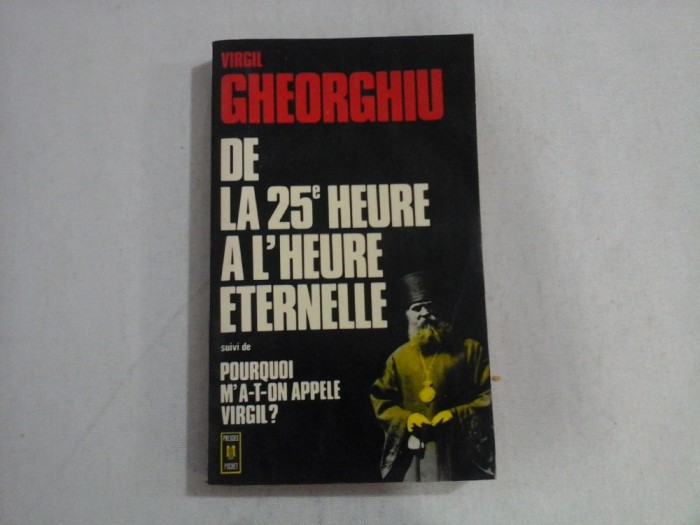 VIRGIL
GHEORGHIU
DE
LA 25e HEURE
A L'HEURE
ETERNELLE
suivi de
POURQUOI
M'A-T-ON APPELE
VIRGIL?
PRESSES
POCKET